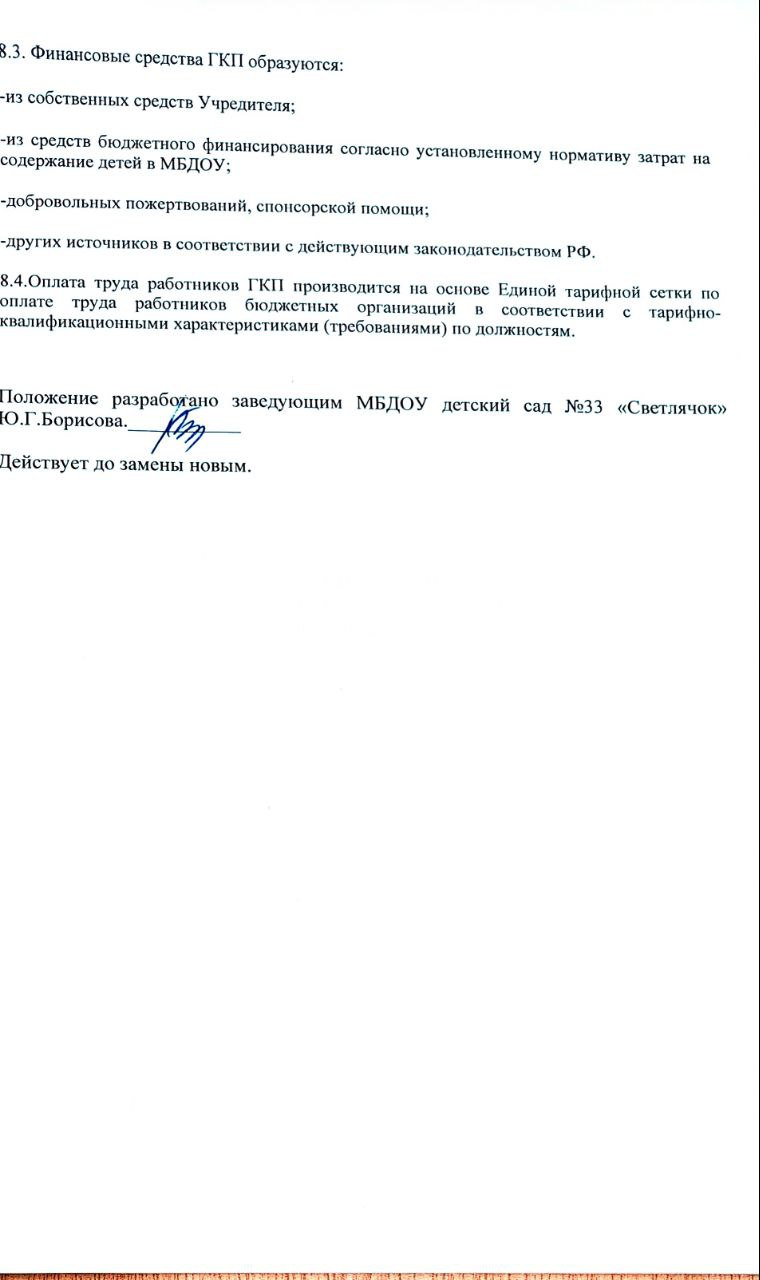 8.3. Финансовые средства ГКП образуются:
-из собственных средств Учредителя;
-из средств бюджетного финансирования согласно установленному нормативу затрат на
содержание детей в МБДОУ;
-добровольных пожертвований, спонсорской помощи;
-других источников в соответствии с действующим законодательством РФ.
8.4.Оплата труда работников ГКП производится на основе Единой тарифной сетки по
оплате труда работников бюджетных организаций в соответствии с тарифно-
квалификационными характеристиками (требованиями) по должностям.
Положение разработано заведующим МБДОУ детский сад №33 «Светлячок»
Ю.Г.Борисова.
Действует до замены новым.